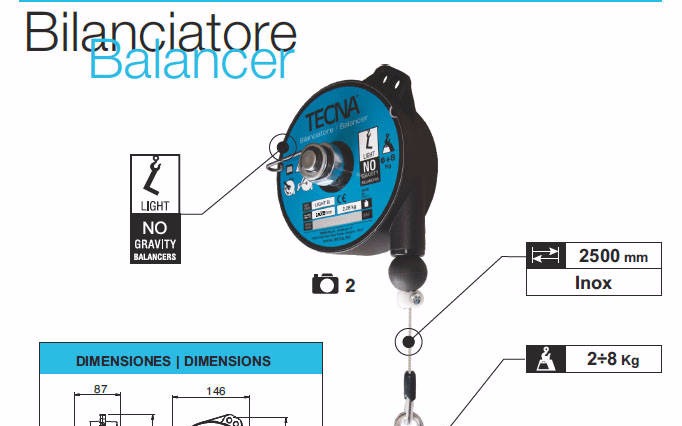 Bilanciatore
Balancer
TECNA
Bilanciatore / Balancer
LIGHT
NO
GRAVITY
BALANCERS
6÷8
Kg
LIGHT
NO
GRAVITY
BALANCERS
2
2500 mm
Inox
2÷8 Kg
DIMENSIONES | DIMENSIONS
87
146